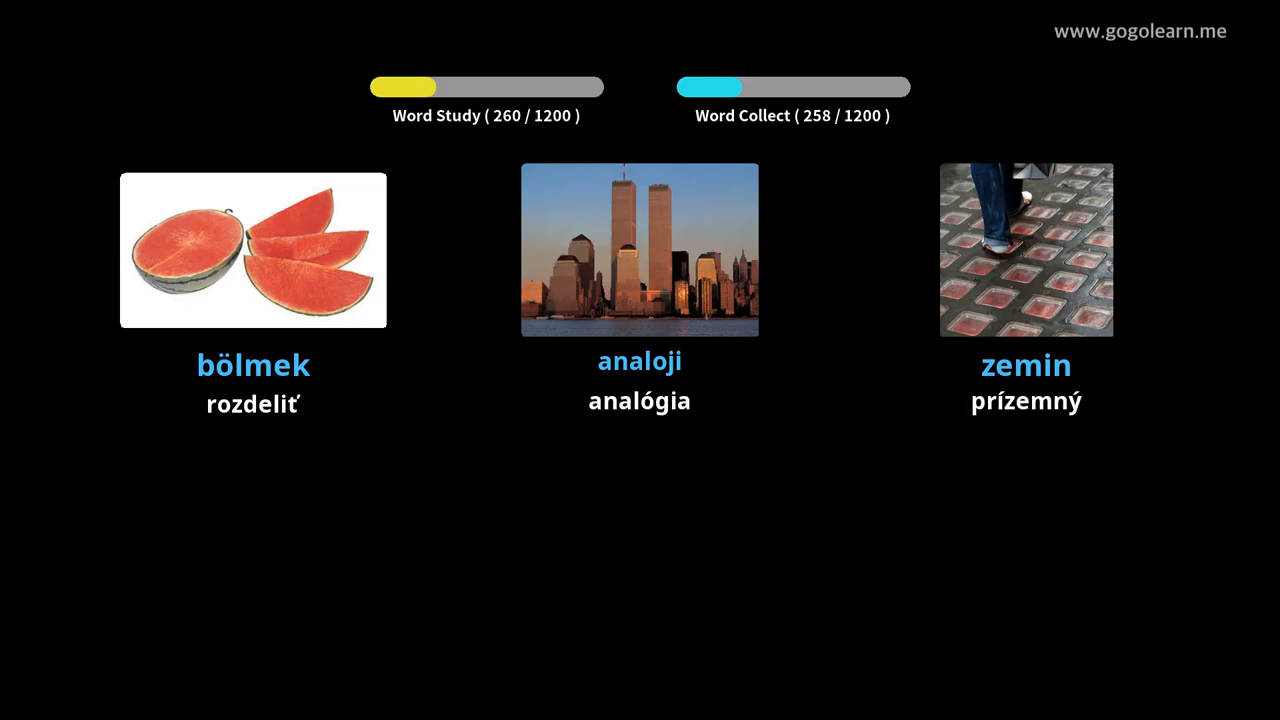 www.gogolearn.me
Word Study ( 260 / 1200 )
Word Collect ( 258 / 1200 )
bölmek
rozdeliť
analoji
analógia
zemin
prízemný